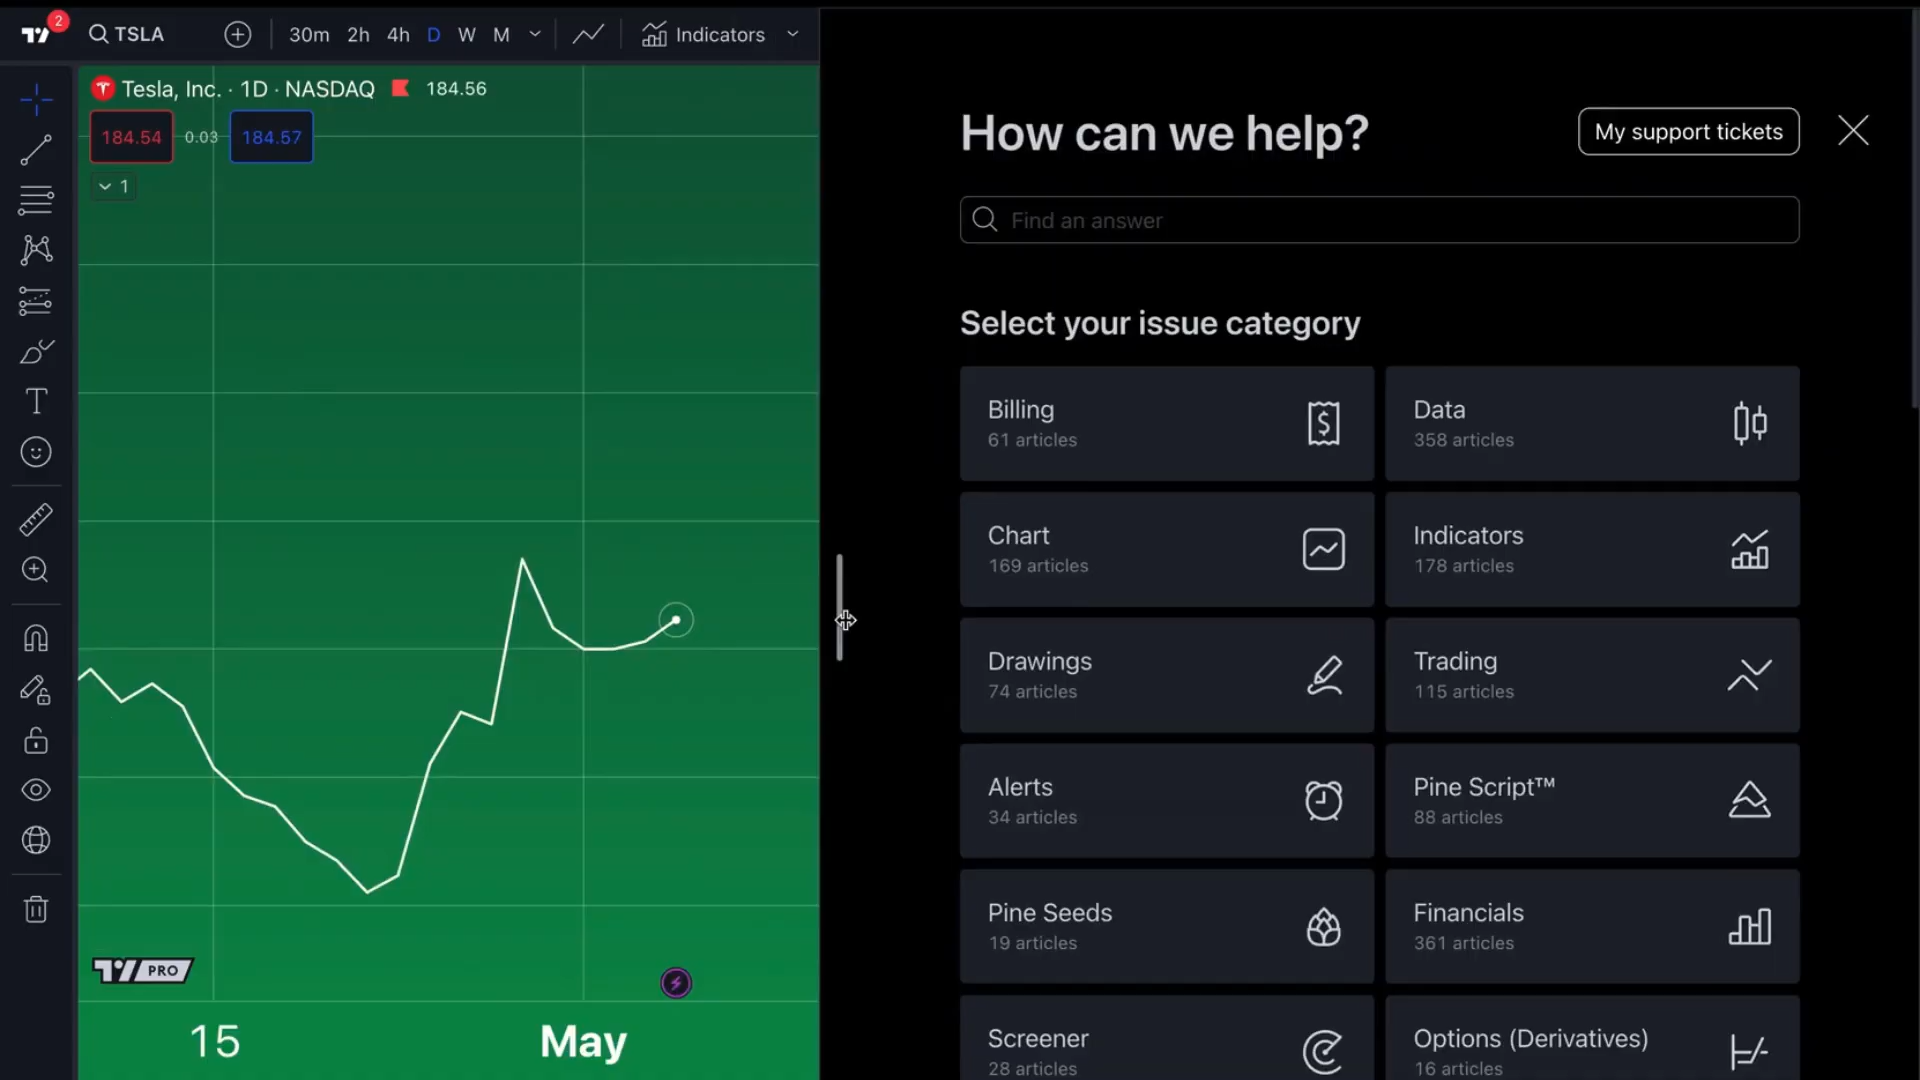 2
TSLA
30m 2h 4h D W M
Indicators
Tesla, Inc. · 1D · NASDAQ 184.56
184.54 0.03 184.57
1
PRO
15 May
How can we help?
My support tickets
Find an answer
Select your issue category
Billing
61 articles
Data
358 articles
Chart
169 articles
Indicators
178 articles
Drawings
74 articles
Trading
115 articles
Alerts
34 articles
Pine Script™
88 articles
Pine Seeds
19 articles
Financials
361 articles
Screener
28 articles
Options (Derivatives)
16 articles